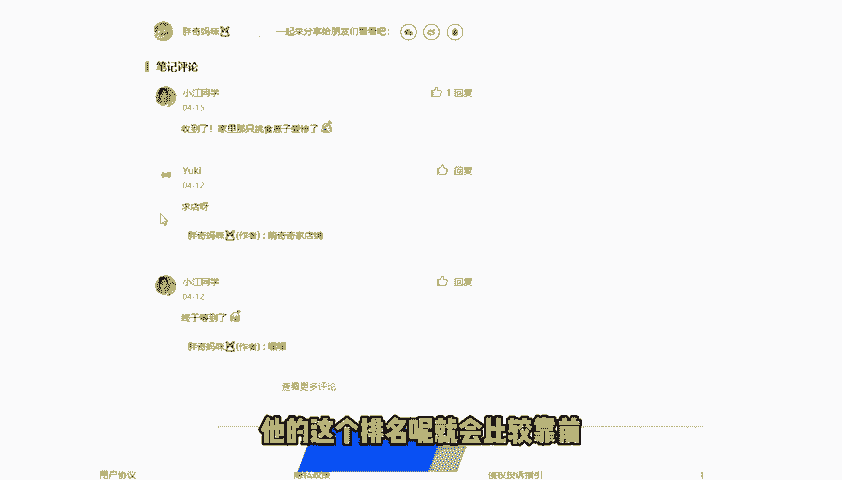 胖奇妈咪 一起来分享给朋友们看看吧：
笔记评论
小江同学
1 回复
04-15
收到了！家里那只挑食孩子爱惨了
Yuki
回复
04-12
求店呀
胖奇妈咪(作者)：萌奇奇家店铺
小江同学
回复
04-12
终于等到了
胖奇妈咪(作者)：嘿嘿
查看更多评论
他的这个排名呢就会比较靠前
用户协议 隐私政策 侵权投诉指引